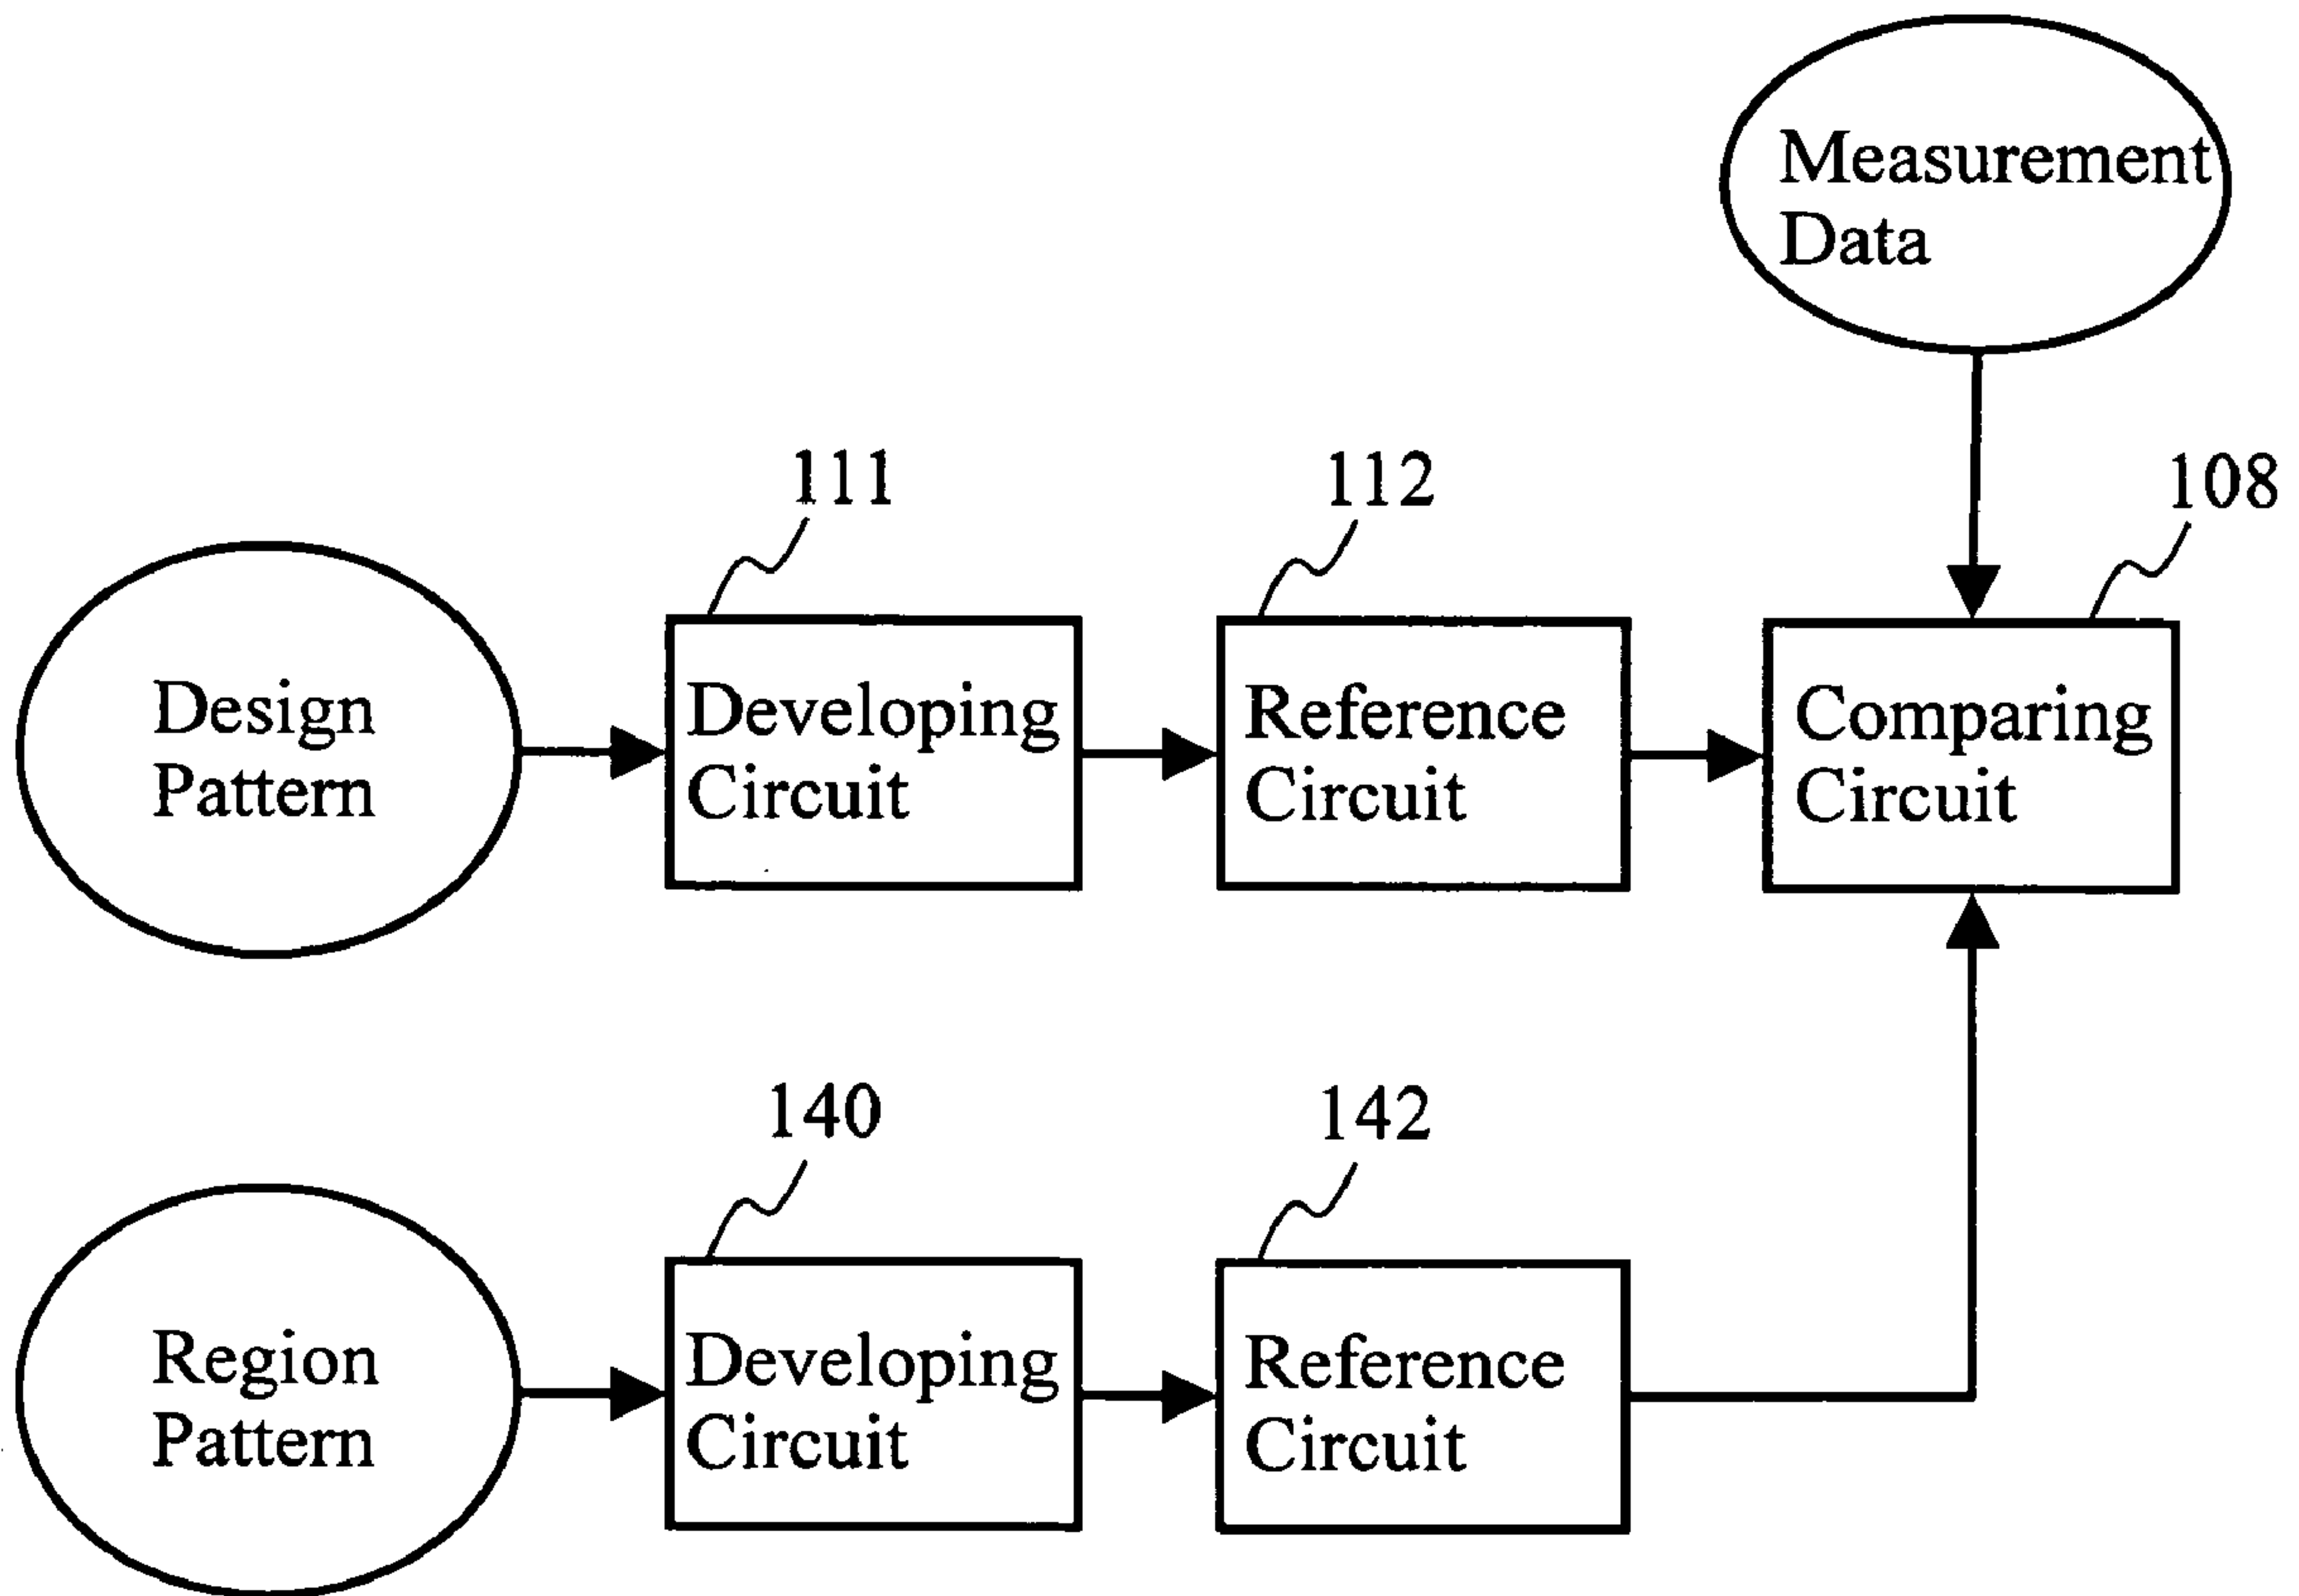 Measurement
Data
111
112
108
Design
Pattern
Developing
Circuit
Reference
Circuit
Comparing
Circuit
140
142
Region
Pattern
Developing
Circuit
Reference
Circuit